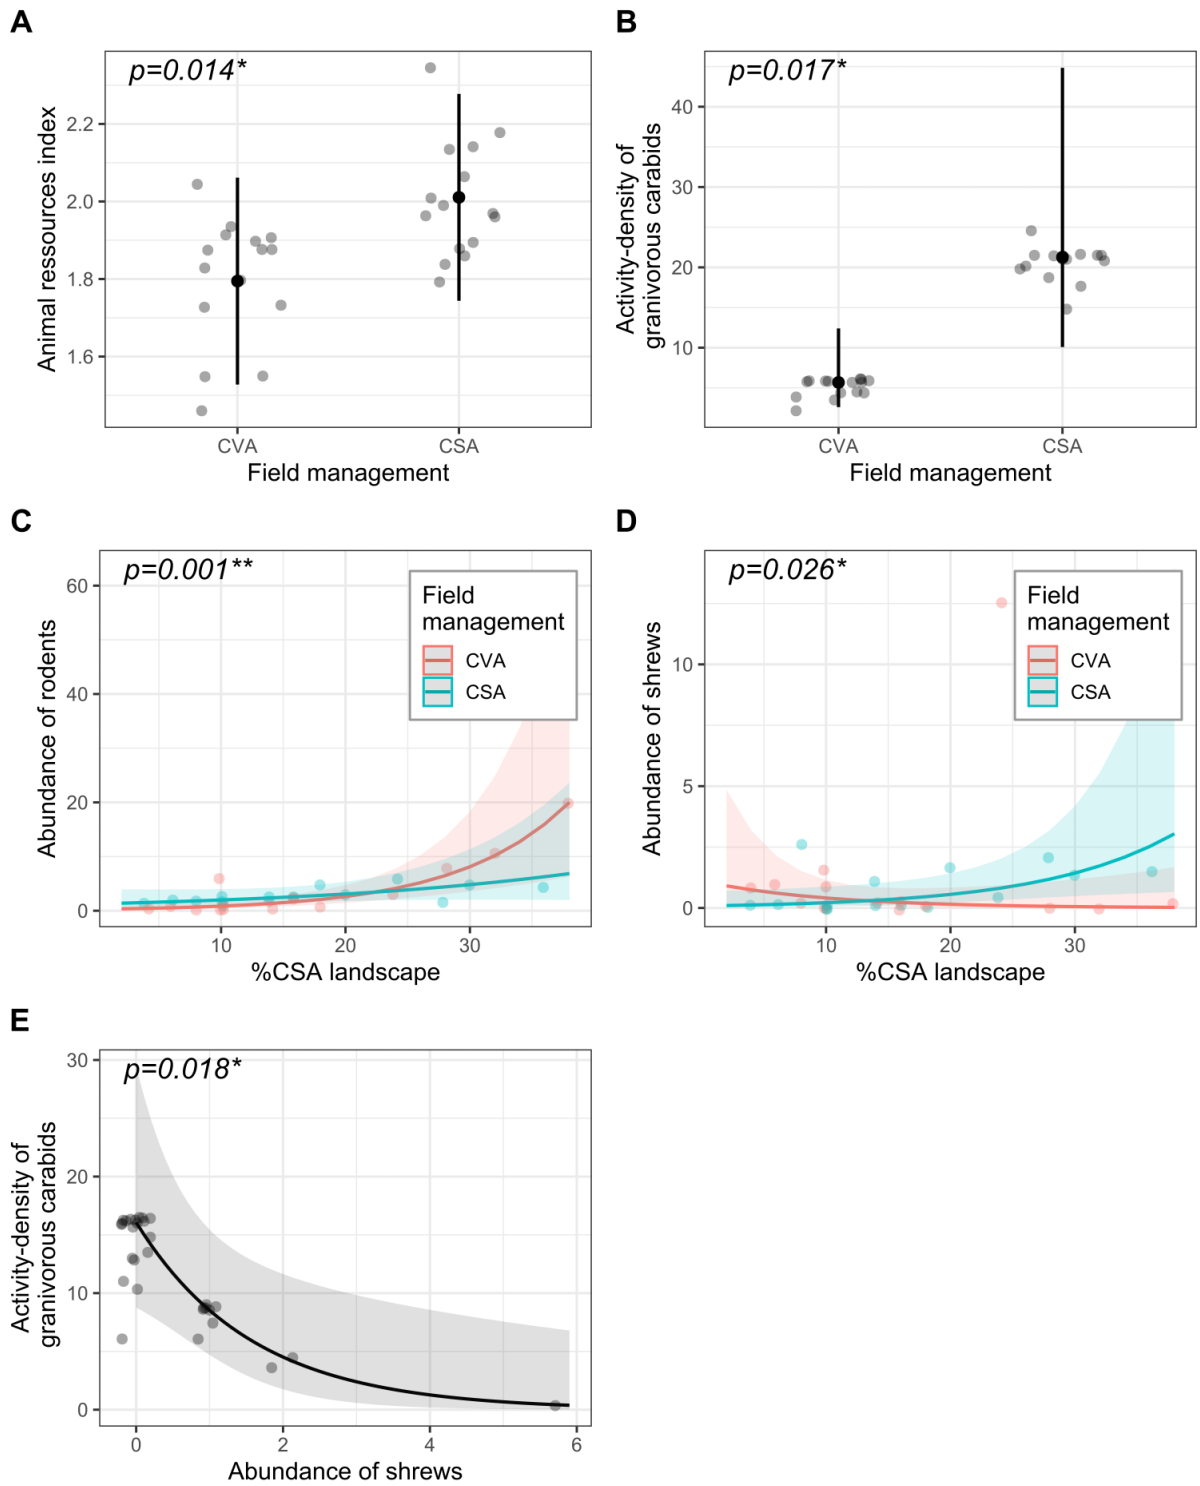 A
p=0.014*
Animal ressources index
2.2
2.0
1.8
1.6
CVA
CSA
Field management
B
p=0.017*
Activity-density of
granivorous carabids
40
30
20
10
CVA
CSA
Field management
C
p=0.001**
Abundance of rodents
60
40
20
0
Field
management
CVA
CSA
10
20
30
%CSA landscape
D
p=0.026*
Abundance of shrews
10
5
0
Field
management
CVA
CSA
10
20
30
%CSA landscape
E
p=0.018*
Activity-density of
granivorous carabids
30
20
10
0
0
2
4
6
Abundance of shrews